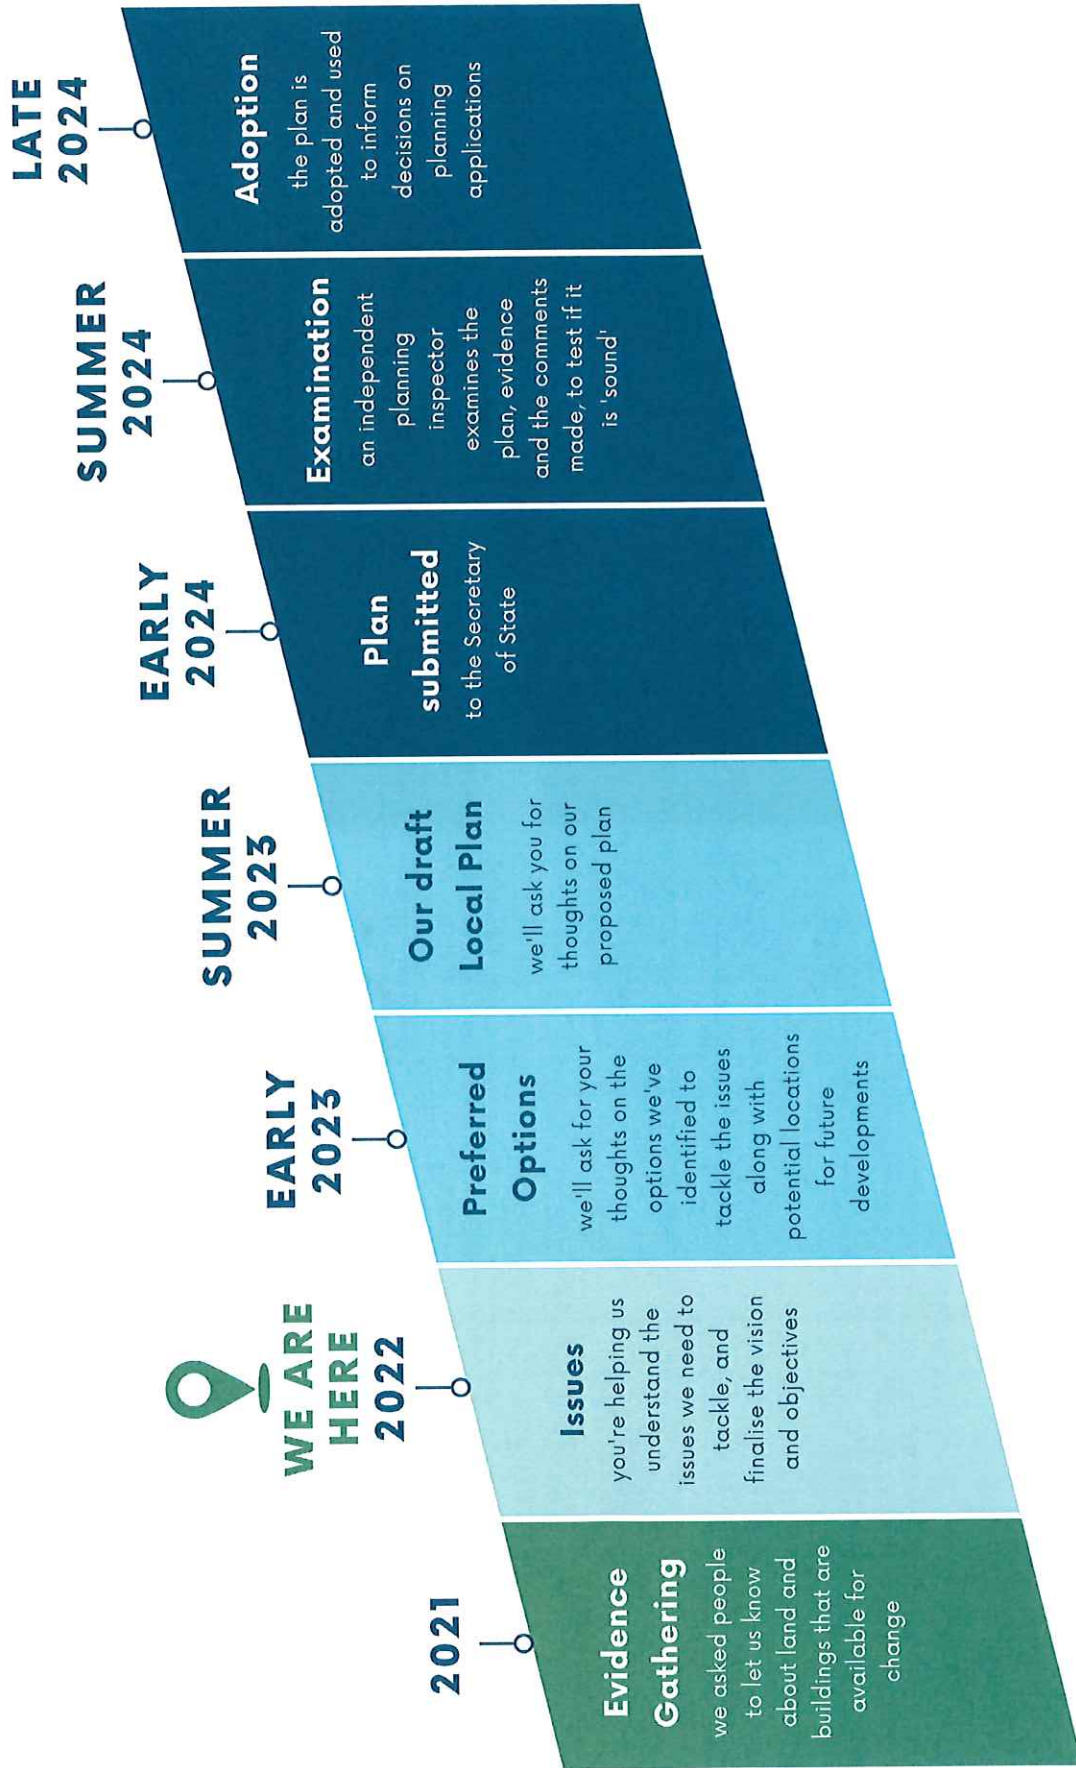 2021
Evidence
Gathering
we asked people
to let us know
about land and
buildings that are
available for
change
WE ARE
HERE
2022
Issues
you're helping us
understand the
issues we need to
tackle, and
finalise the vision
and objectives
EARLY
2023
Preferred
Options
we'll ask for your
thoughts on the
options we've
identified to
tackle the issues
along with
potential locations
for future
developments
SUMMER
2023
Our draft
Local Plan
we'll ask you for
thoughts on our
proposed plan
EARLY
2024
Plan
submitted
to the Secretary
of State
SUMMER
2024
Examination
an independent
planning
inspector
examines the
plan, evidence
and the comments
made, to test if it
is 'sound'
LATE
2024
Adoption
the plan is
adopted and used
to inform
decisions on
planning
applications